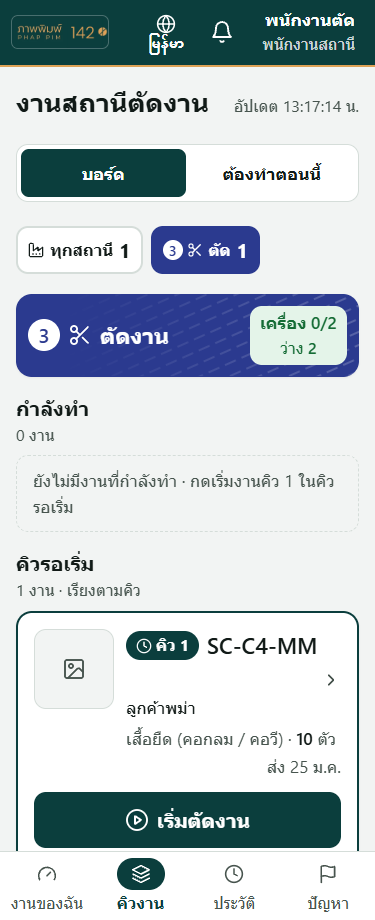 ภาพพิมพ์
PHAP PIM
142
မြန်မာ
พนักงานตัด
พนักงานสถานี
งานสถานีตัดงาน
อัปเดต 13:17:14 น.
บอร์ด
ต้องทำตอนนี้
ทุกสถานี 1
3 ตัด 1
3 ตัดงาน
เครื่อง 0/2
ว่าง 2
กำลังทำ
0 งาน
ยังไม่มีงานที่กำลังทำ · กดเริ่มงานคิว 1 ในคิว
รอเริ่ม
คิวรอเริ่ม
1 งาน · เรียงตามคิว
คิว 1 SC-C4-MM
ลูกค้าพม่า
เสื้อยืด (คอกลม / คอวี) · 10 ตัว
ส่ง 25 ม.ค.
เริ่มตัดงาน
งานของฉัน
คิวงาน
ประวัติ
ปัญหา